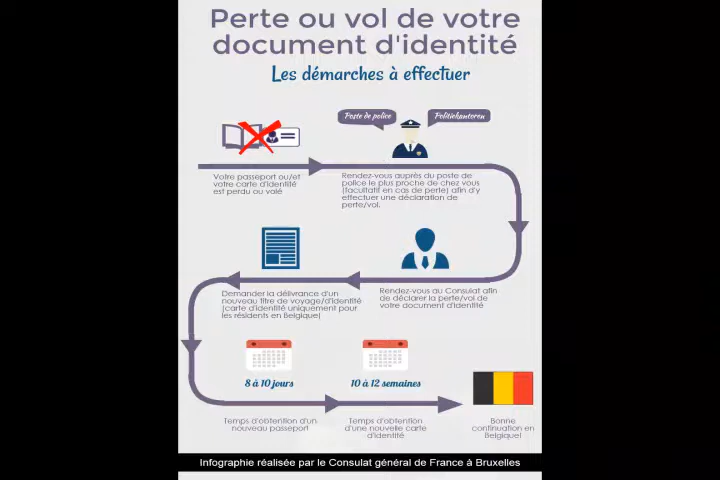 Perte ou vol de votre
document d'identité
Les démarches à effectuer
Poste de police
Politiekantoren
Votre passeport ou/et
votre carte d'identité
est perdu ou volé
Rendez-vous auprès du poste de
police le plus proche de chez vous
(facultatif en cas de perte) afin d'y
effectuer une déclaration de
perte/vol.
Demander la délivrance d'un
nouveau titre de voyage/d'identité
(carte d'identité uniquement pour
les résidents en Belgique)
Rendez-vous au Consulat afin
de déclarer la perte/vol de
votre document d'identité
8 à 10 jours
10 à 12 semaines
Temps d'obtention d'un
nouveau passeport
Temps d'obtention
d'une nouvelle carte
d'identité
Bonne
continuation en
Belgique!
Infographie réalisée par le Consulat général de France à Bruxelles